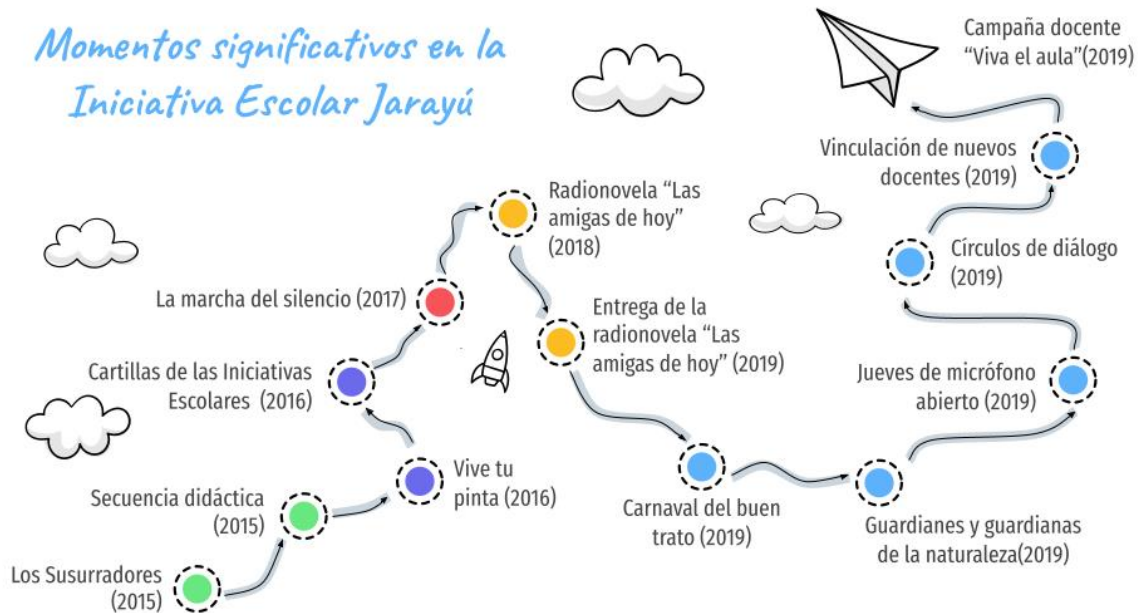 Momentos significativos en la
Iniciativa Escolar Jarayú
Los Susurradores
(2015)
Secuencia didáctica
(2015)
Vive tu
pinta (2016)
Cartillas de las Iniciativas
Escolares (2016)
La marcha del silencio (2017)
Radionovela “Las
amigas de hoy”
(2018)
Entrega de la
radionovela “Las
amigas de hoy” (2019)
Carnaval del buen
trato (2019)
Guardianes y guardianas
de la naturaleza(2019)
Jueves de micrófono
abierto (2019)
Círculos de diálogo
(2019)
Vinculación de nuevos
docentes (2019)
Campaña docente
“Viva el aula”(2019)